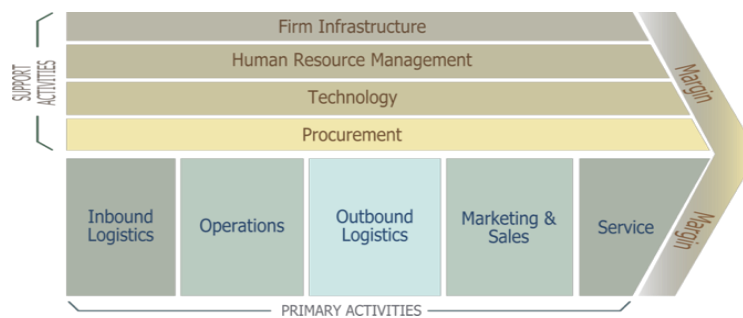 SUPPORT
ACTIVITIES
Firm Infrastructure
Human Resource Management
Technology
Procurement
Margin
Inbound
Logistics
Operations
Outbound
Logistics
Marketing &
Sales
Service
Margin
PRIMARY ACTIVITIES